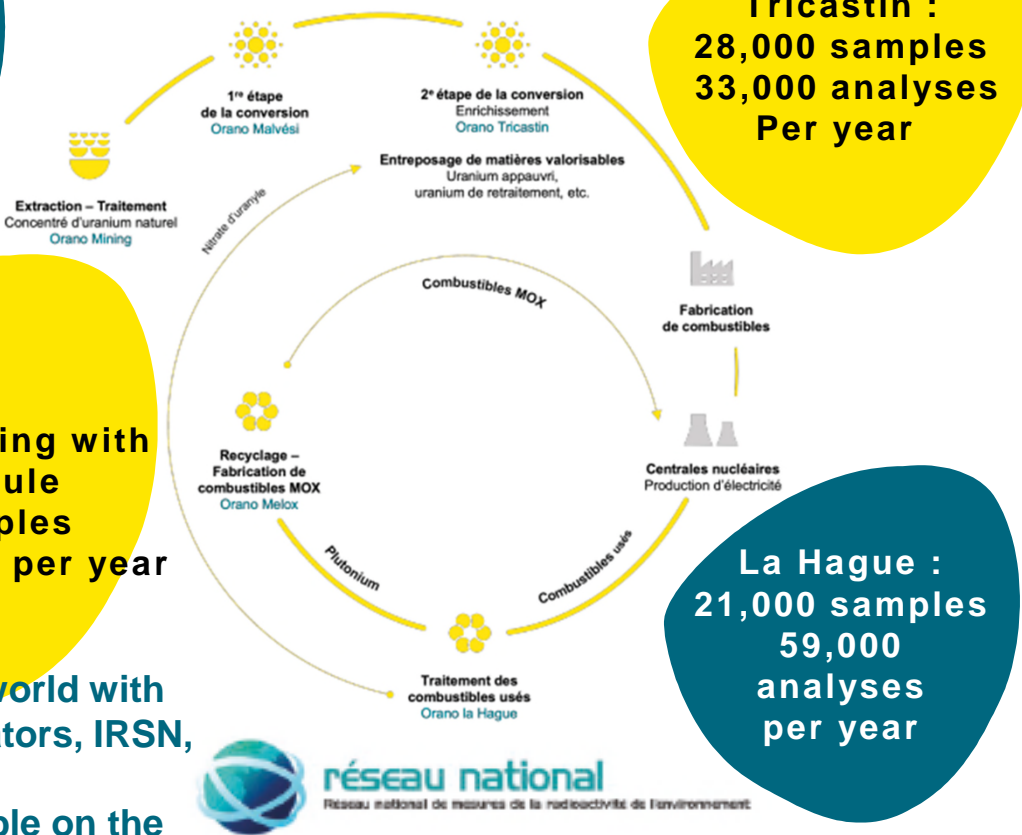 Tricastin :
28,000 samples
33,000 analyses
Per year
1re étape
de la conversion
Orano Malvési
2e étape de la conversion
Enrichissement
Orano Tricastin
Entreposage de matières valorisables
Uranium appauvri,
uranium de retraitement, etc.
Extraction – Traitement
Concentré d'uranium naturel
Orano Mining
Nitrate d'uranyle
Combustibles MOX
Fabrication
de combustibles
Recyclage –
Fabrication de
combustibles MOX
Orano Melox
Centrales nucléaires
Production d'électricité
Plutonium
Combustibles usés
Traitement des
combustibles usés
Orano la Hague
La Hague :
21,000 samples
59,000
analyses
per year
with
per year
world with
IRSN,
on the
réseau national
Réseau national de mesures de la radioactivité de l'environnement